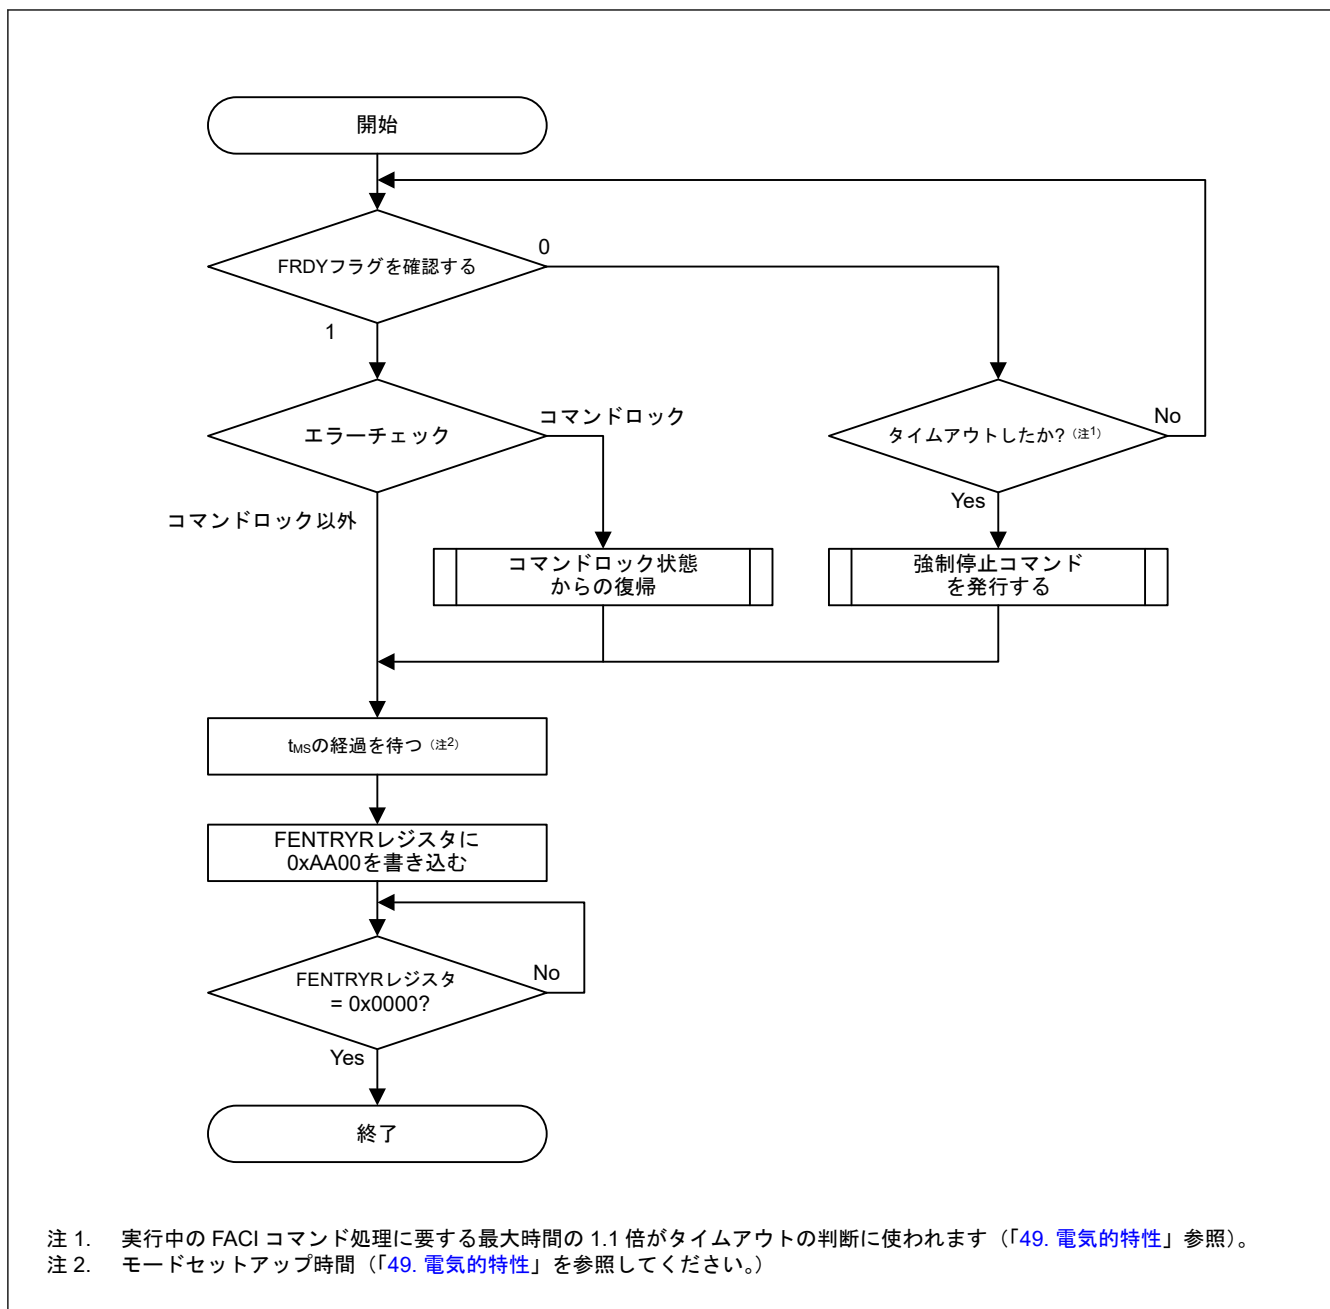 開始
FRDYフラグを確認する
0
1
エラーチェック
コマンドロック
タイムアウトしたか? (注1)
No
コマンドロック以外
Yes
コマンドロック状態
からの復帰
強制停止コマンド
を発行する
tMSの経過を待つ (注2)
FENTRYRレジスタに
0xAA00を書き込む
FENTRYRレジスタ
= 0x0000?
No
Yes
終了
注 1. 実行中の FACI コマンド処理に要する最大時間の 1.1 倍がタイムアウトの判断に使われます（「49. 電気的特性」参照）。
注 2. モードセットアップ時間（「49. 電気的特性」を参照してください。）